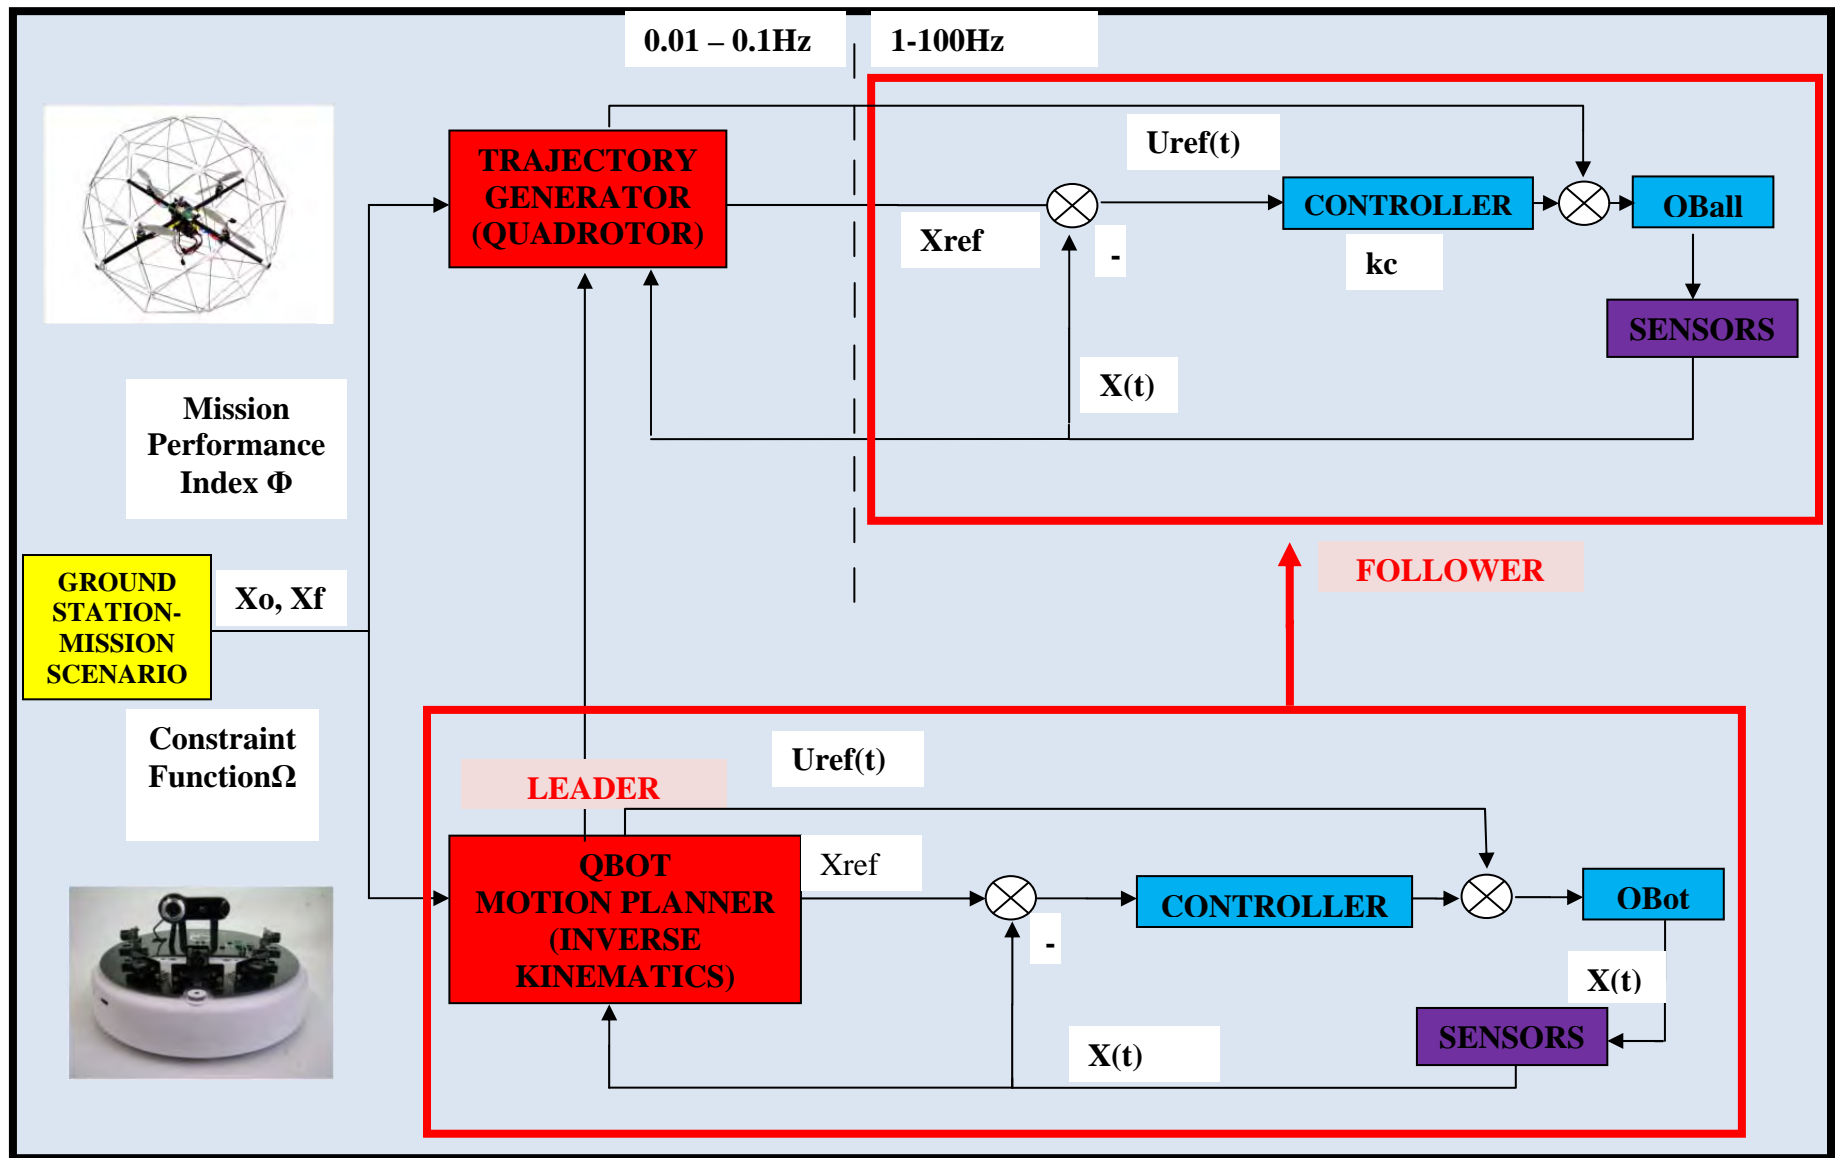 0.01 – 0.1Hz
1-100Hz
TRAJECTORY
GENERATOR
(QUADROTOR)
Uref(t)
CONTROLLER
OBall
Xref
-
kc
SENSORS
X(t)
Mission
Performance
Index Φ
GROUND
STATION-
MISSION
SCENARIO
Xo, Xf
FOLLOWER
Constraint
FunctionΩ
Uref(t)
LEADER
QBOT
MOTION PLANNER
(INVERSE
KINEMATICS)
Xref
CONTROLLER
OBot
-
X(t)
SENSORS
X(t)